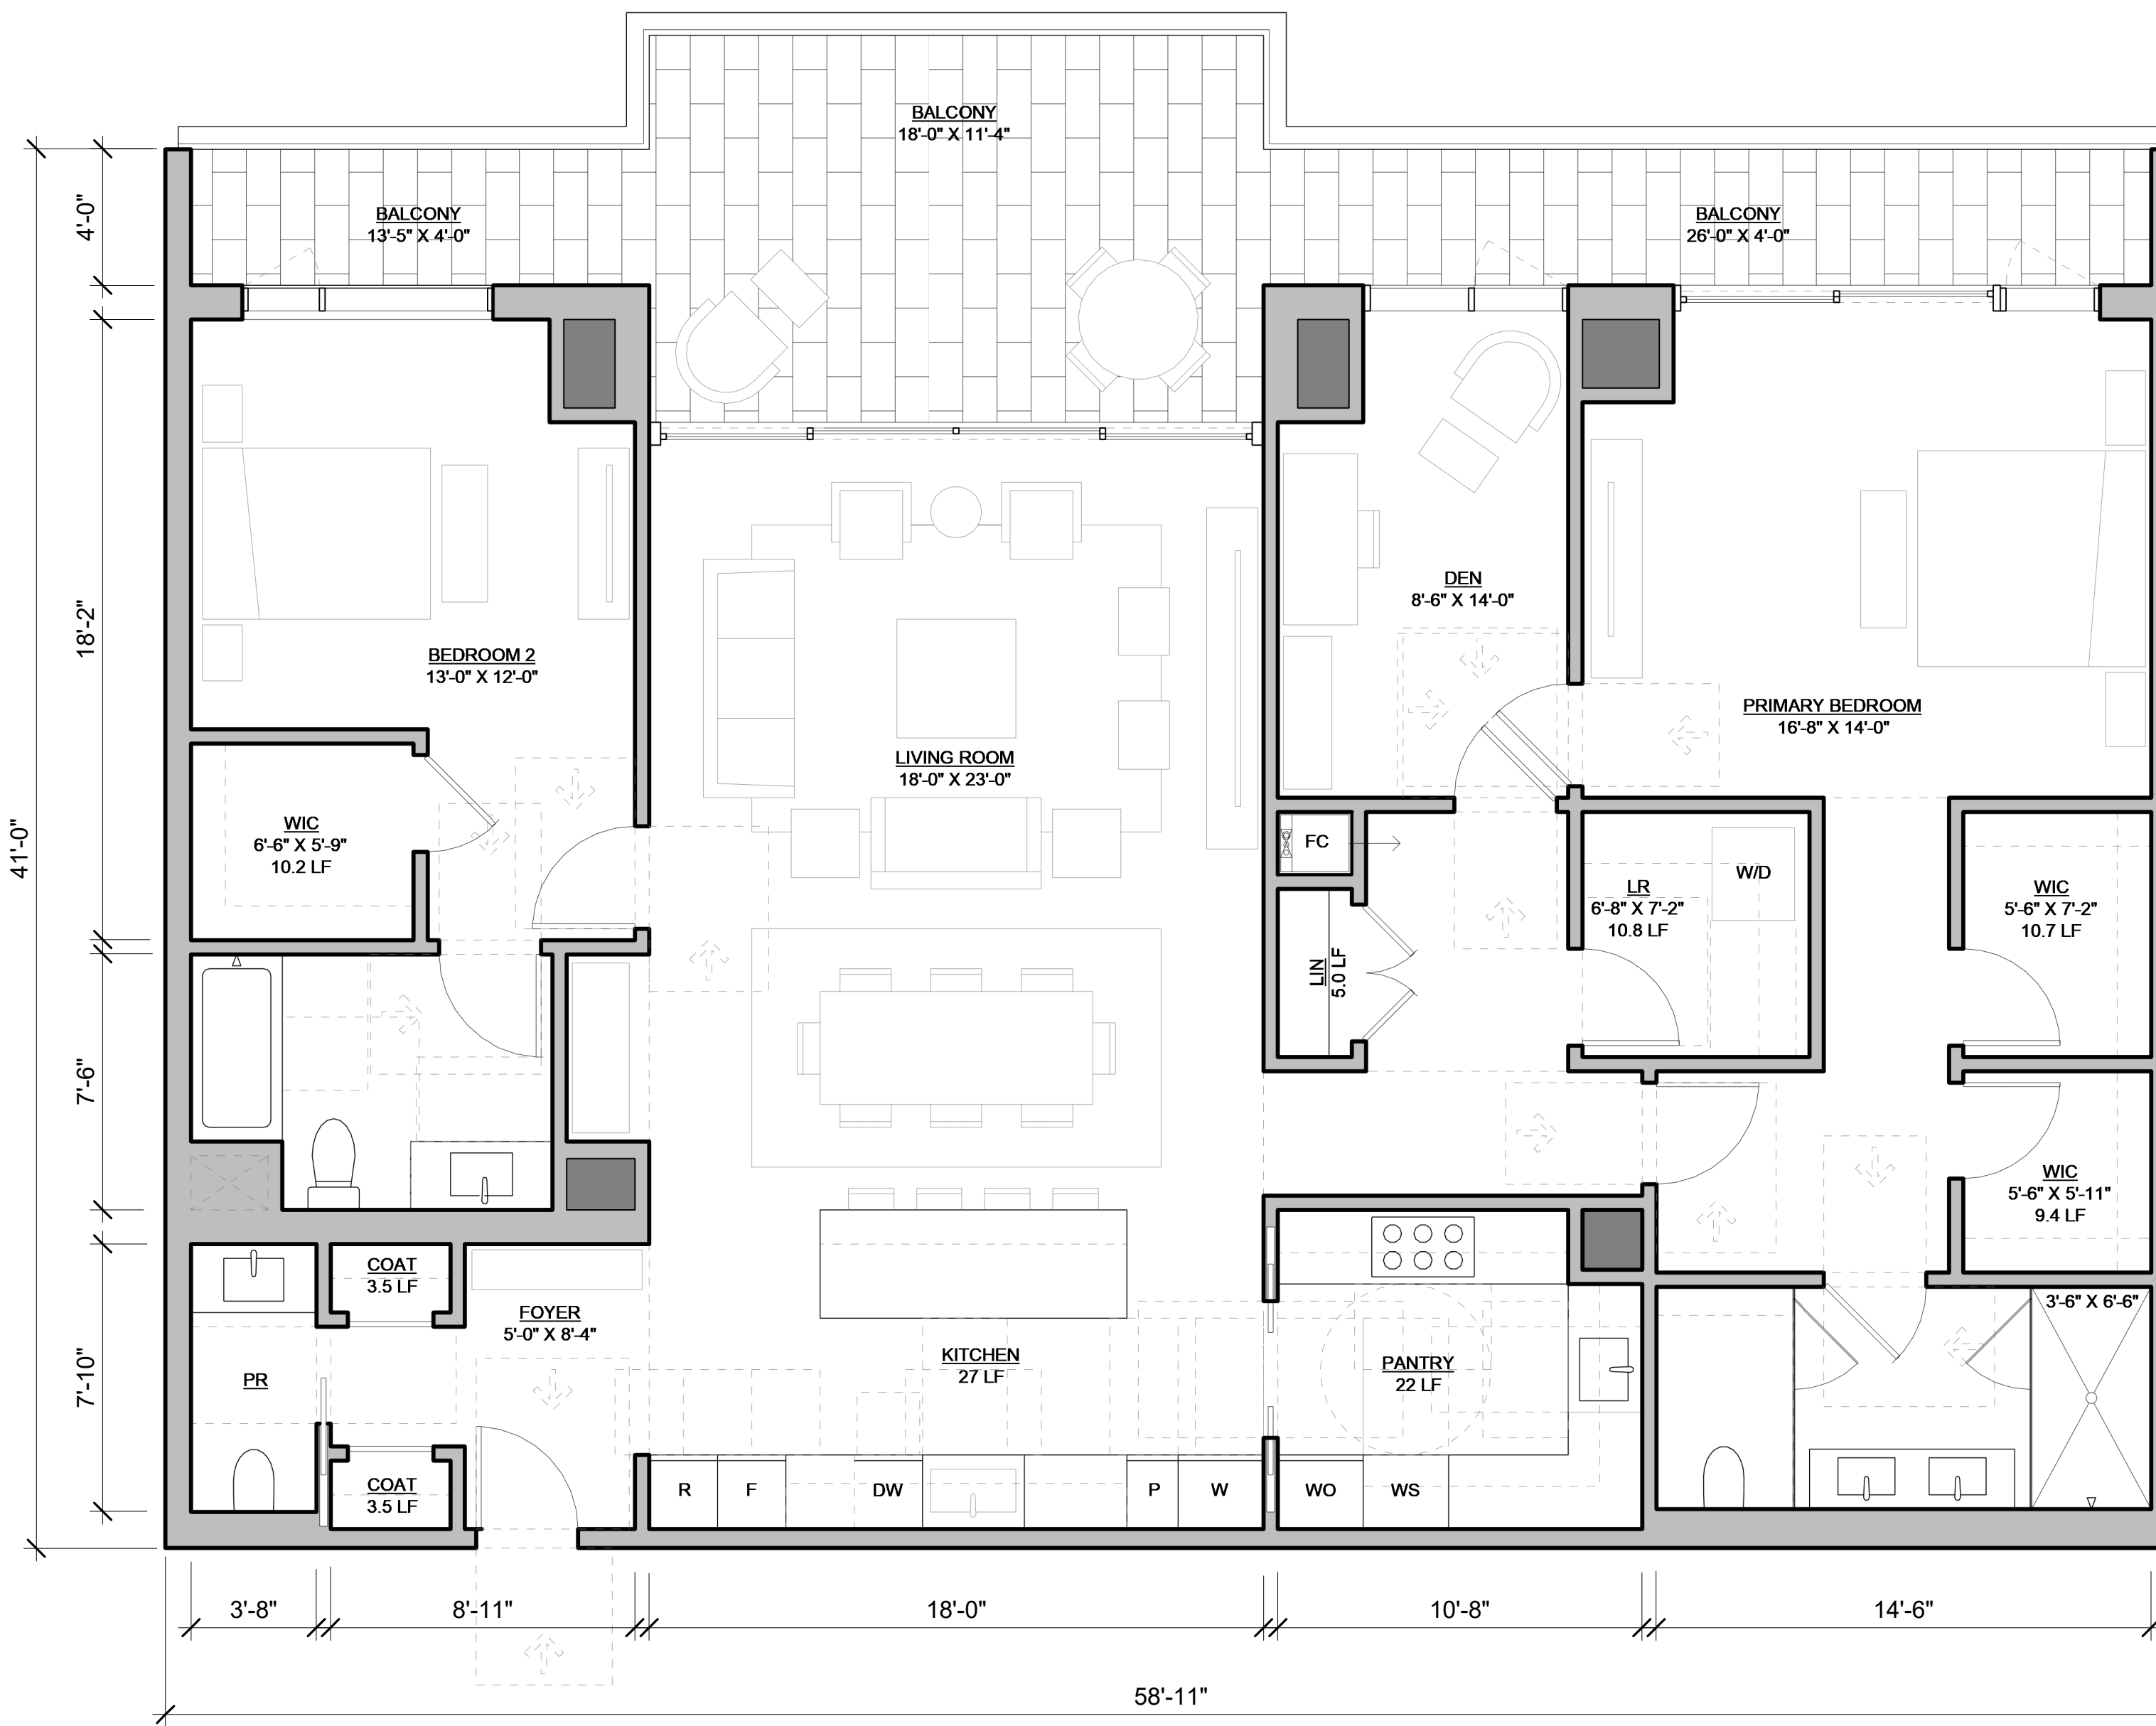 BALCONY
18'-0" X 11'-4"
BALCONY
13'-5" X 4'-0"
BALCONY
26'-0" X 4'-0"
4'-0"
18'-2"
41'-0"
7'-6"
7'-10"
DEN
8'-6" X 14'-0"
BEDROOM 2
13'-0" X 12'-0"
PRIMARY BEDROOM
16'-8" X 14'-0"
LIVING ROOM
18'-0" X 23'-0"
WIC
6'-6" X 5'-9"
10.2 LF
FC
W/D
LR
6'-8" X 7'-2"
10.8 LF
WIC
5'-6" X 7'-2"
10.7 LF
LIN
5.0 LF
WIC
5'-6" X 5'-11"
9.4 LF
COAT
3.5 LF
FOYER
5'-0" X 8'-4"
3'-6" X 6'-6"
KITCHEN
27 LF
PANTRY
22 LF
PR
COAT
3.5 LF
R
F
DW
P
W
WO
WS
3'-8"
8'-11"
18'-0"
10'-8"
14'-6"
58'-11"